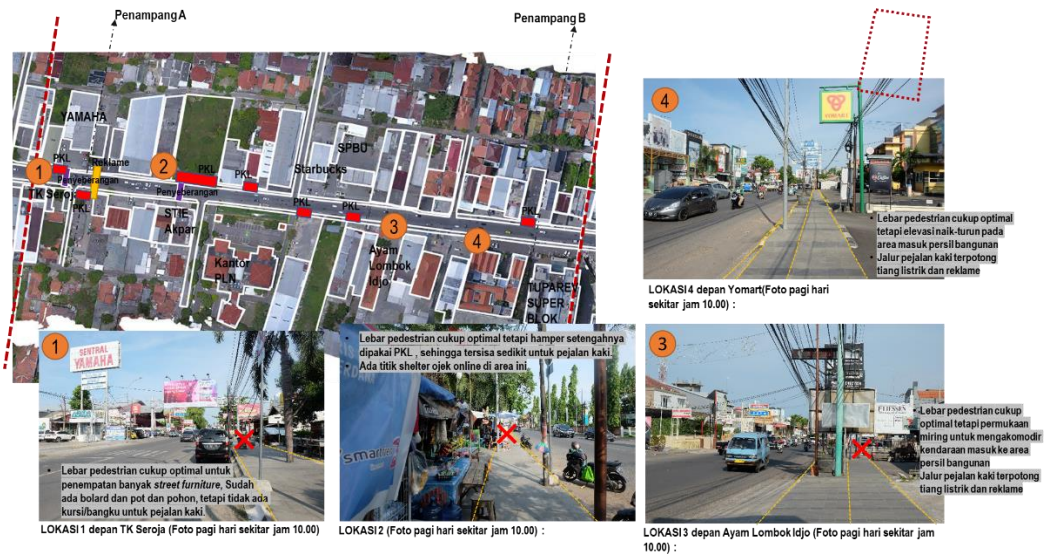 Penampang A
Penampang B
YAMAHA
1
PKL
Reklame
Penyeberangan
TK Seroja
PKL
2
PKL
PKL
Penyeberangan
STIE
Akpar
Kantor
PLN
Starbucks
SPBU
PKL
PKL
3
Ayam
Lombok
Idjo
4
PKL
TUPAREV
SUPER
BLOK
4
• Lebar pedestrian cukup optimal
tetapi elevasi naik-turun pada
area masuk persil bangunan
• Jalur pejalan kaki terpotong
tiang listrik dan reklame
LOKASI 4 depan Yomart(Foto pagi hari
sekitar jam 10.00) :
1
SENTRAL
YAMAHA
• Lebar pedestrian cukup optimal untuk
penempatan banyak street furniture, Sudah
ada bolard dan pot dan pohon, tetapi tidak ada
kursi/bangku untuk pejalan kaki.
LOKASI 1 depan TK Seroja (Foto pagi hari sekitar jam 10.00)
• Lebar pedestrian cukup optimal tetapi hamper setengahnya
dipakai PKL , sehingga tersisa sedikit untuk pejalan kaki.
• Ada titik shelter ojek online di area ini
smartfren
LOKASI 2 (Foto pagi hari sekitar jam 10.00) :
3
• Lebar pedestrian cukup
optimal tetapi permukaan
miring untuk mengakomodir
kendaraan masuk ke area
persil bangunan
• Jalur pejalan kaki terpotong
tiang listrik dan reklame
LOKASI 3 depan Ayam Lombok Idjo (Foto pagi hari sekitar jam
10.00) :